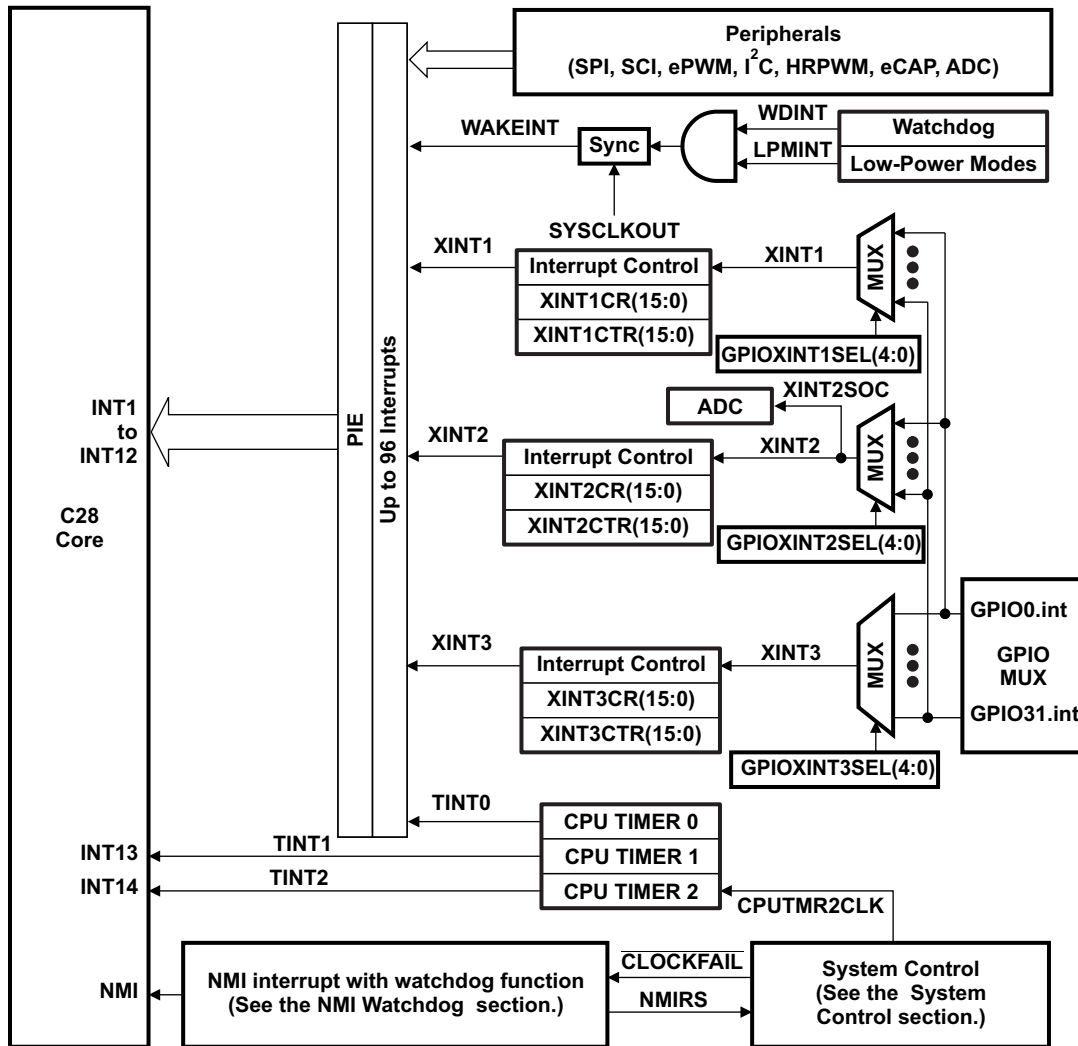 Peripherals
(SPI, SCI, ePWM, I2C, HRPWM, eCAP, ADC)
WAKEINT
Sync
WDINT
LPMINT
Watchdog
Low-Power Modes
SYSCLKOUT
XINT1
Interrupt Control
XINT1CR(15:0)
XINT1CTR(15:0)
XINT1
MUX
GPIOXINT1SEL(4:0)
INT1
to
INT12
C28
Core
PIE
Up to 96 Interrupts
ADC
XINT2SOC
XINT2
Interrupt Control
XINT2CR(15:0)
XINT2CTR(15:0)
XINT2
MUX
GPIOXINT2SEL(4:0)
XINT3
Interrupt Control
XINT3CR(15:0)
XINT3CTR(15:0)
XINT3
MUX
GPIOXINT3SEL(4:0)
GPIO0.int
GPIO
MUX
GPIO31.int
TINT0
CPU TIMER 0
INT13
TINT1
CPU TIMER 1
INT14
TINT2
CPU TIMER 2
CPUTMR2CLK
NMI
NMI interrupt with watchdog function
(See the NMI Watchdog section.)
CLOCKFAIL
NMIRS
System Control
(See the System
Control section.)